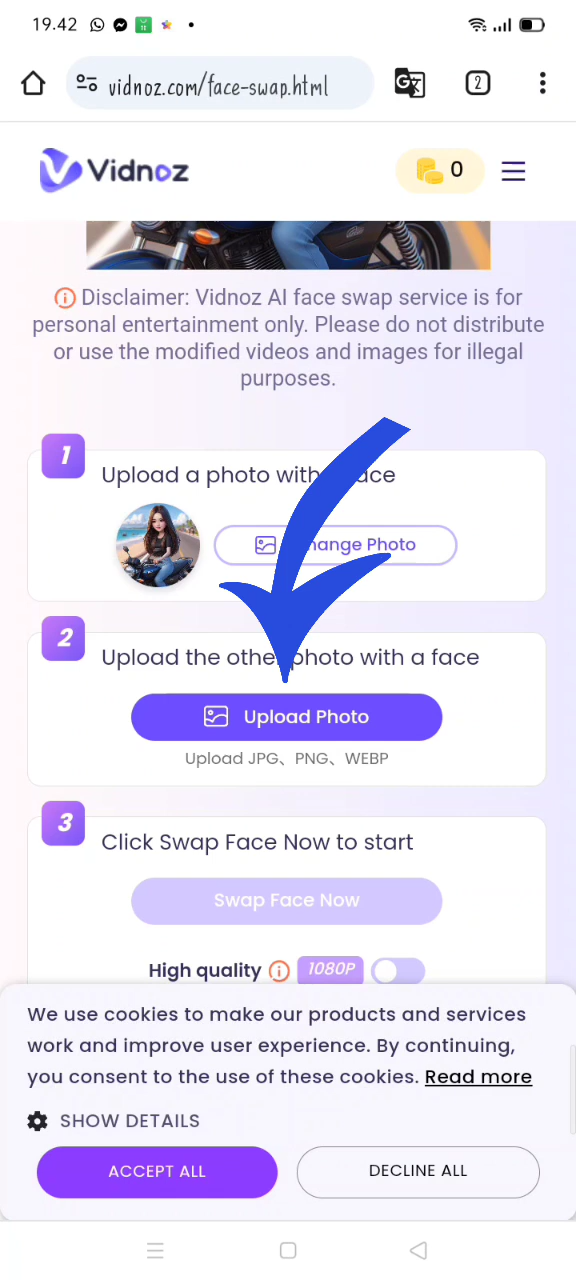 19.42
2
vidnoz.com/face-swap.html
Vidnoz
0
Disclaimer: Vidnoz AI face swap service is for
personal entertainment only. Please do not distribute
or use the modified videos and images for illegal
purposes.
1
Upload a photo with face
Change Photo
2
Upload the other photo with a face
Upload Photo
Upload JPG、PNG、WEBP
3
Click Swap Face Now to start
Swap Face Now
High quality 1080P
We use cookies to make our products and services
work and improve user experience. By continuing,
you consent to the use of these cookies. Read more
SHOW DETAILS
ACCEPT ALL
DECLINE ALL